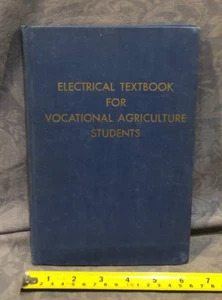 ELECTRICAL TEXTBOOK
FOR
VOCATIONAL AGRICULTURE
STUDENTS